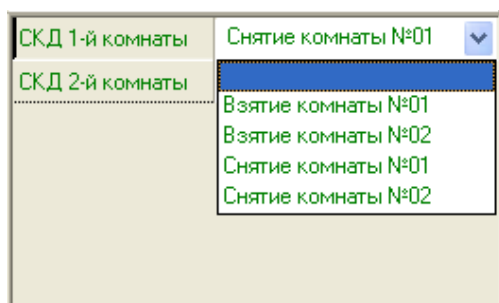 СКД 1-й комнаты Снятие комнаты №01
СКД 2-й комнаты
Взятие комнаты №01
Взятие комнаты №02
Снятие комнаты №01
Снятие комнаты №02